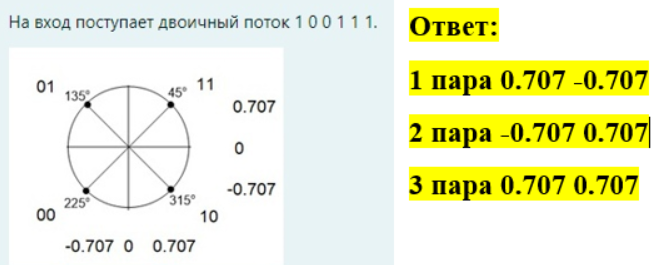 На вход поступает двоичный поток 1 0 0 1 1 1.
01
135°
45°
11
0.707
0
-0.707
225°
315°
00
10
-0.707 0 0.707
Ответ:
1 пара 0.707 -0.707
2 пара -0.707 0.707
3 пара 0.707 0.707